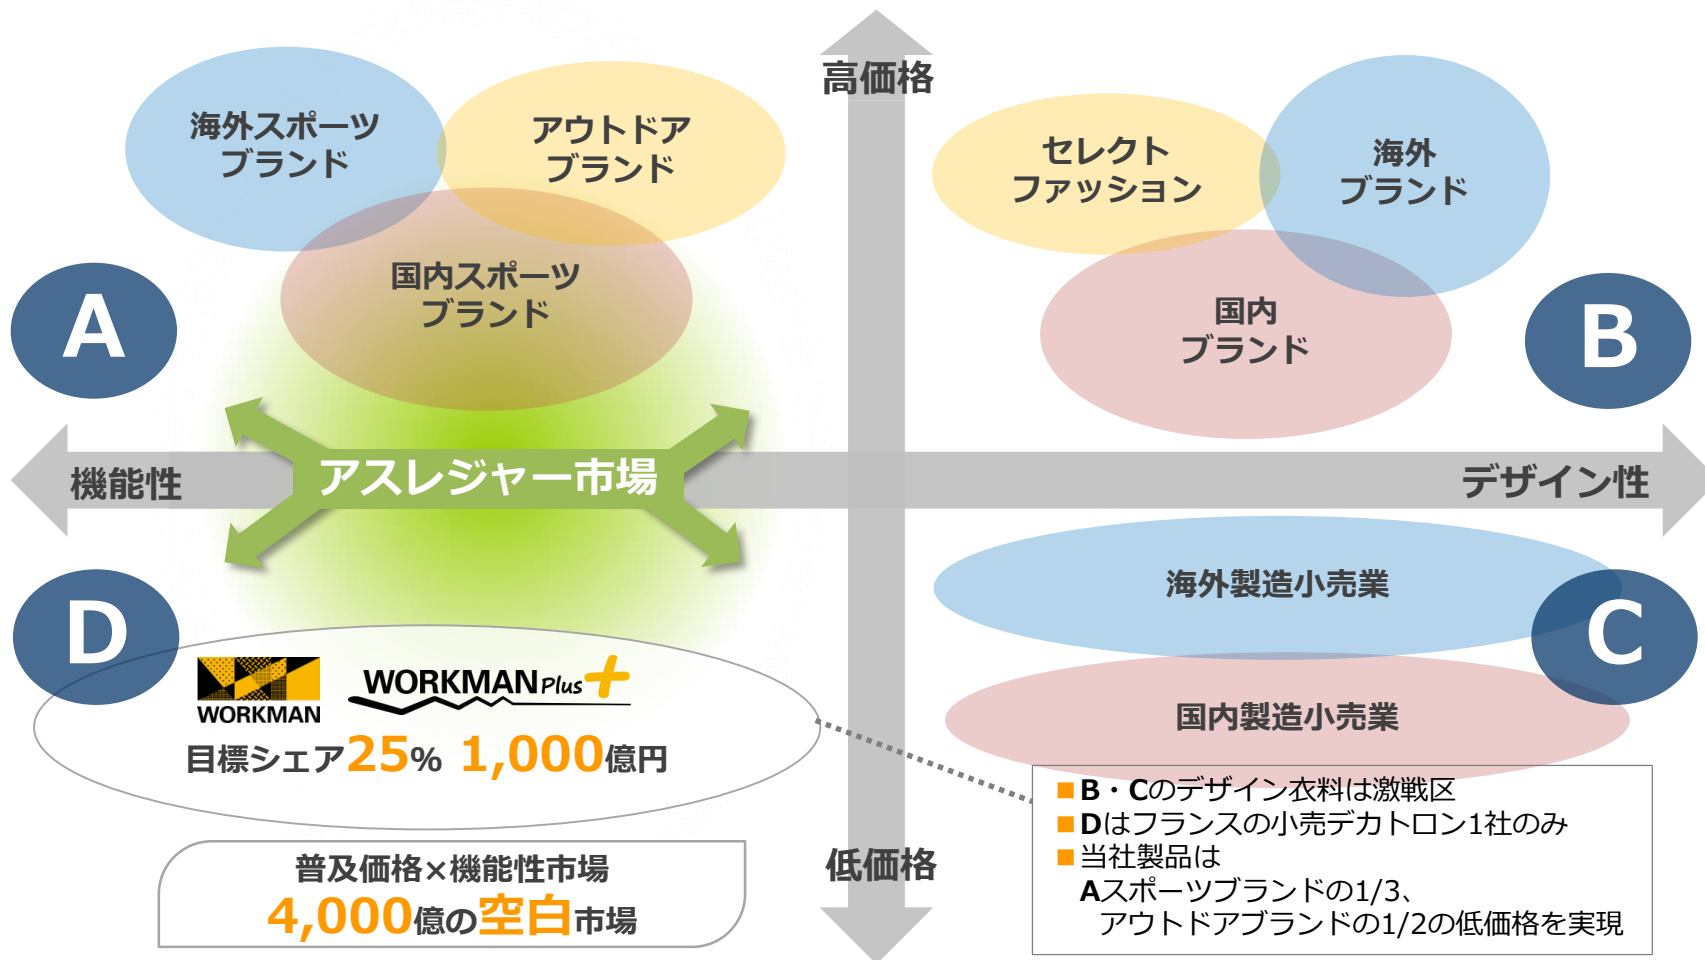 高価格
海外スポーツ
ブランド
アウトドア
ブランド
国内スポーツ
ブランド
A
セレクト
ファッション
海外
ブランド
国内
ブランド
B
機能性
アスレジャー市場
デザイン性
D
WORKMAN
WORKMAN Plus
目標シェア25% 1,000億円
海外製造小売業
C
国内製造小売業
普及価格×機能性市場
4,000億の空白市場
低価格
B・Cのデザイン衣料は激戦区
Dはフランスの小売デカトロン1社のみ
当社製品は
Aスポーツブランドの1/3、
アウトドアブランドの1/2の低価格を実現